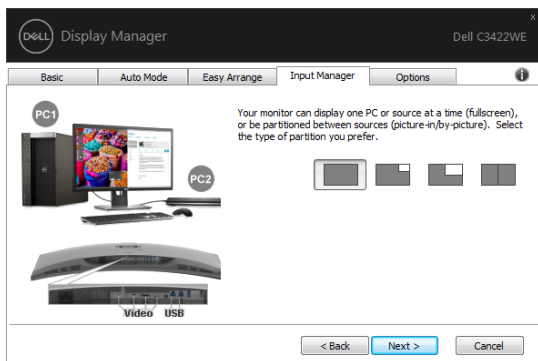 DELL Display Manager
Dell C3422WE
Basic Auto Mode Easy Arrange Input Manager Options
PC1
Your monitor can display one PC or source at a time (fullscreen),
or be partitioned between sources (picture-in/by-picture). Select
the type of partition you prefer.
PC2
Video USB
< Back Next > Cancel